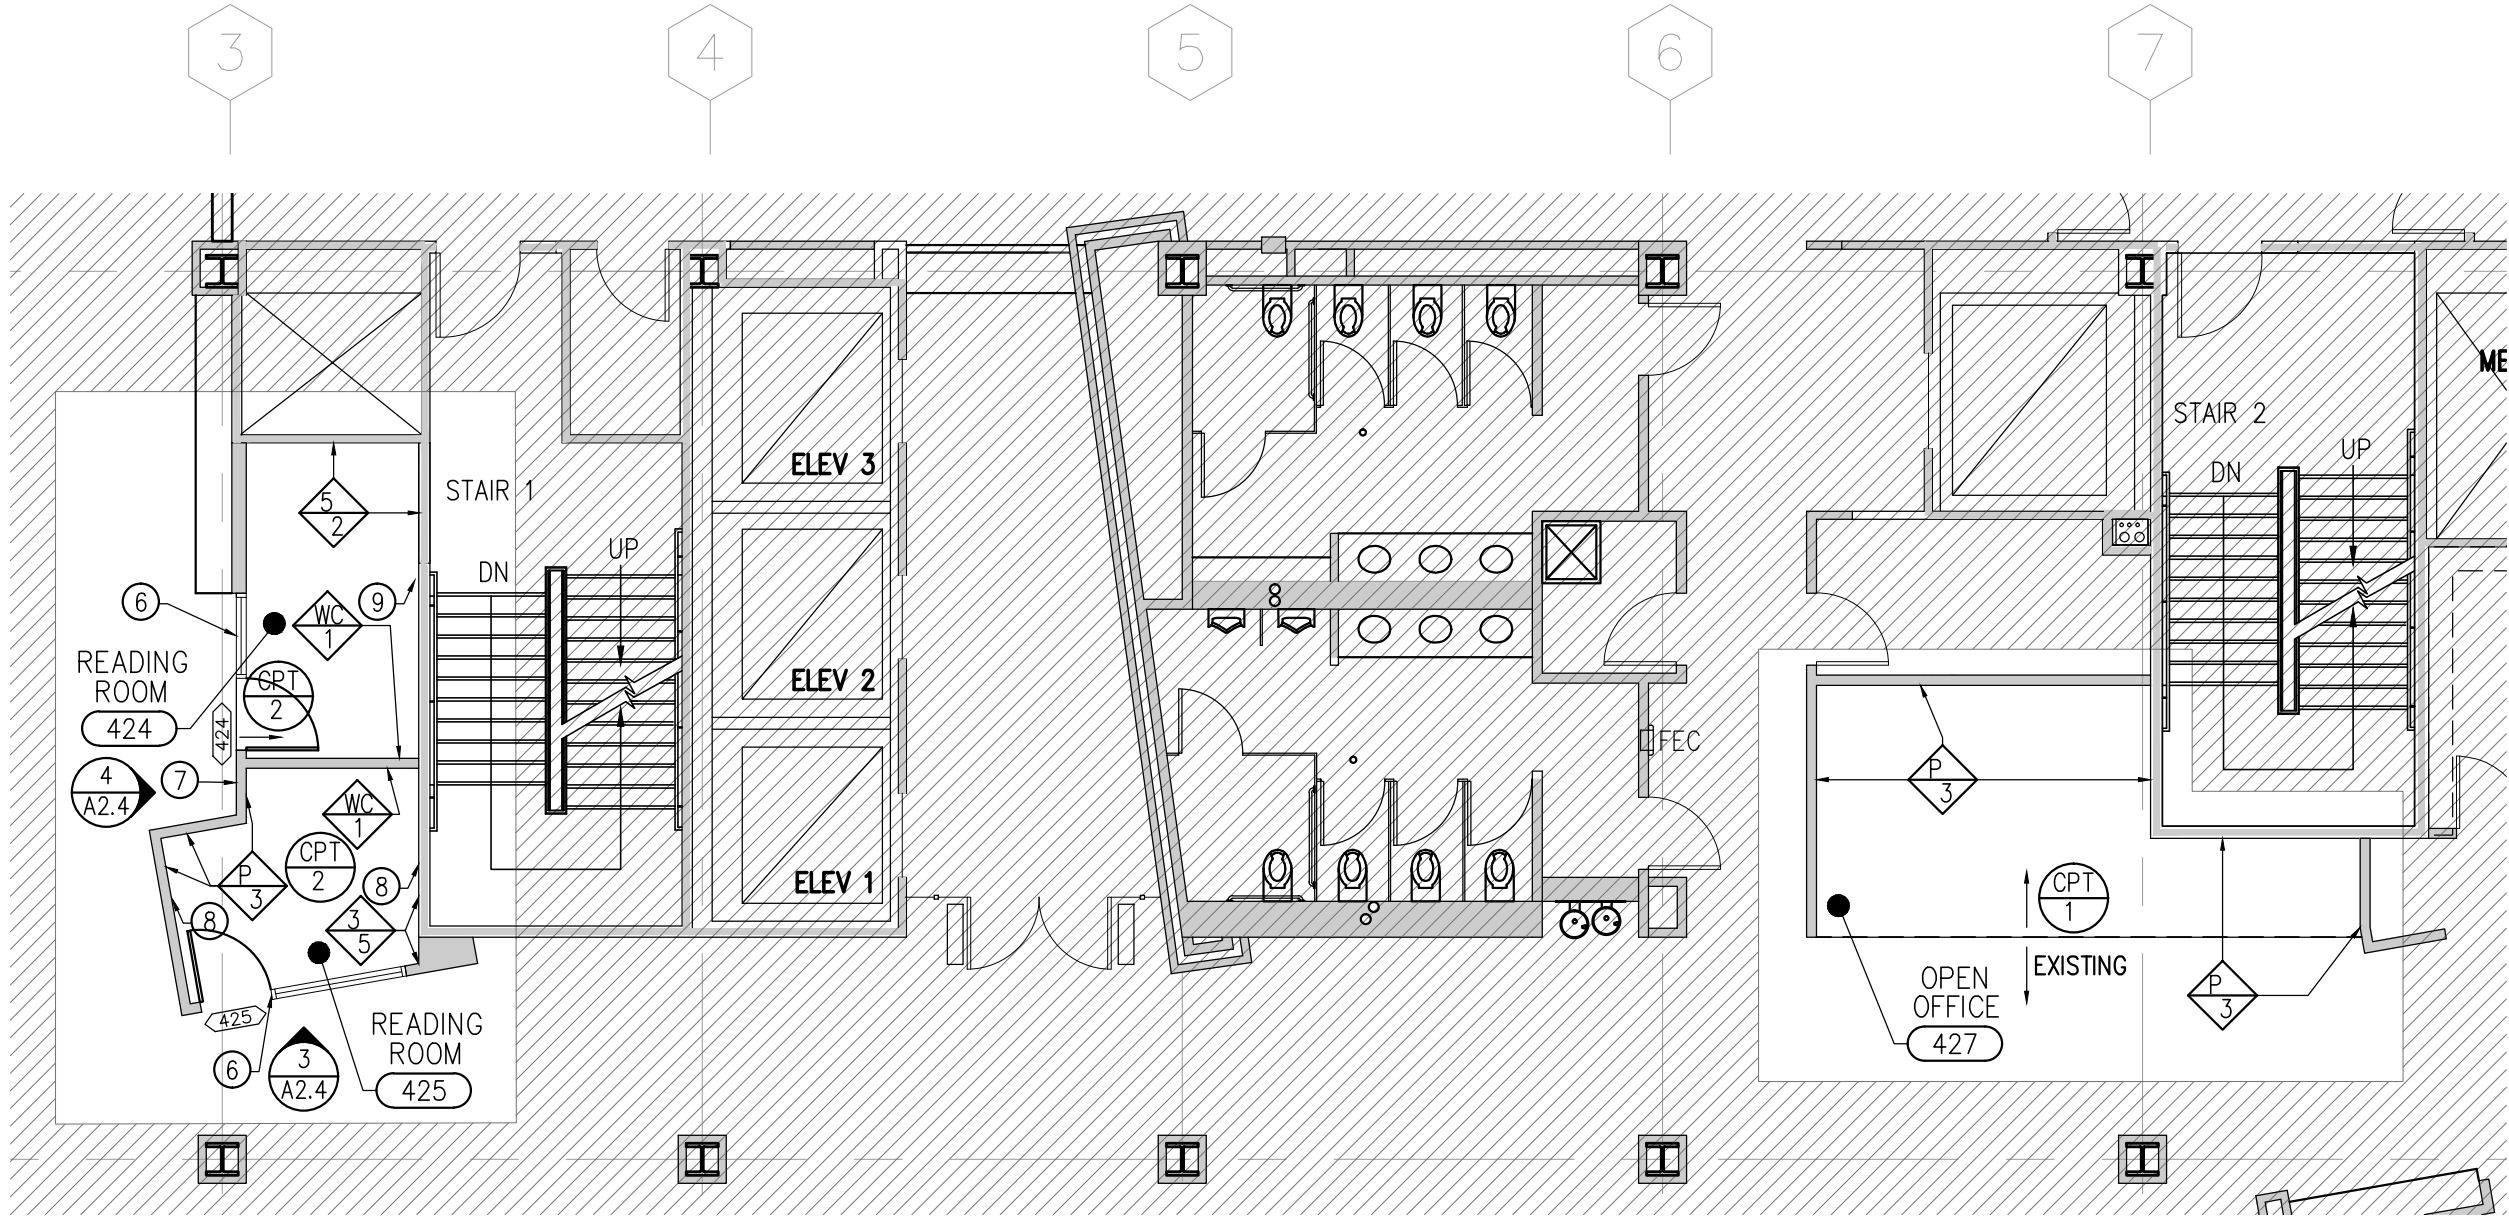 3
4
5
6
7
ELEV 3
ELEV 2
ELEV 1
STAIR 1
DN
UP
5
2
6
WC
1
9
READING
ROOM
424
CPT
2
424
4
A2.4
7
WC
1
CPT
2
8
P
3
8
3
5
425
READING
ROOM
425
6
3
A2.4
FEC
ME
STAIR 2
UP
DN
P
3
CPT
1
EXISTING
OPEN
OFFICE
427
P
3